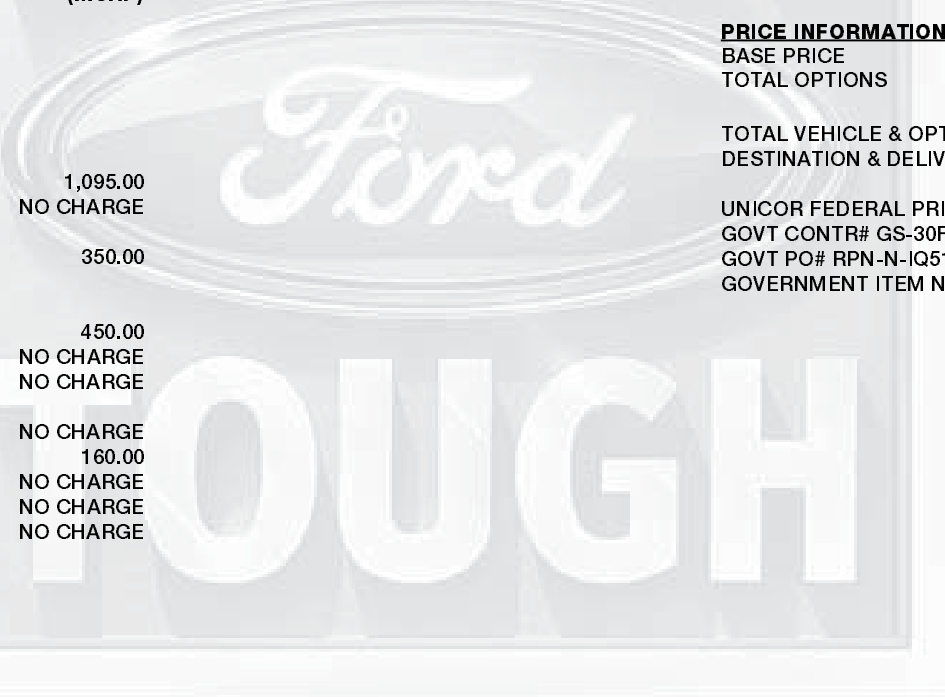 PRICE INFORMATION
BASE PRICE
TOTAL OPTIONS
TOTAL VEHICLE & OPT
DESTINATION & DELIV
1,095.00
NO CHARGE
UNICOR FEDERAL PRI
GOVT CONTR# GS-30F
350.00
GOVT PO# RPN-N-IQ51
GOVERNMENT ITEM N
450.00
NO CHARGE
NO CHARGE
NO CHARGE
160.00
NO CHARGE
NO CHARGE
NO CHARGE
Ford
TOUGH